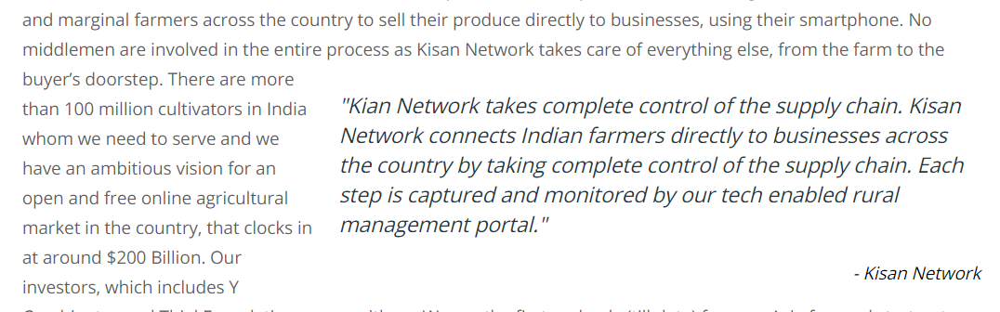 and marginal farmers across the country to sell their produce directly to businesses, using their smartphone. No
middlemen are involved in the entire process as Kisan Network takes care of everything else, from the farm to the
buyer’s doorstep. There are more
than 100 million cultivators in India
whom we need to serve and we
have an ambitious vision for an
open and free online agricultural
market in the country, that clocks in
at around $200 Billion. Our
investors, which includes Y
"Kian Network takes complete control of the supply chain. Kisan
Network connects Indian farmers directly to businesses across
the country by taking complete control of the supply chain. Each
step is captured and monitored by our tech enabled rural
management portal."
- Kisan Network